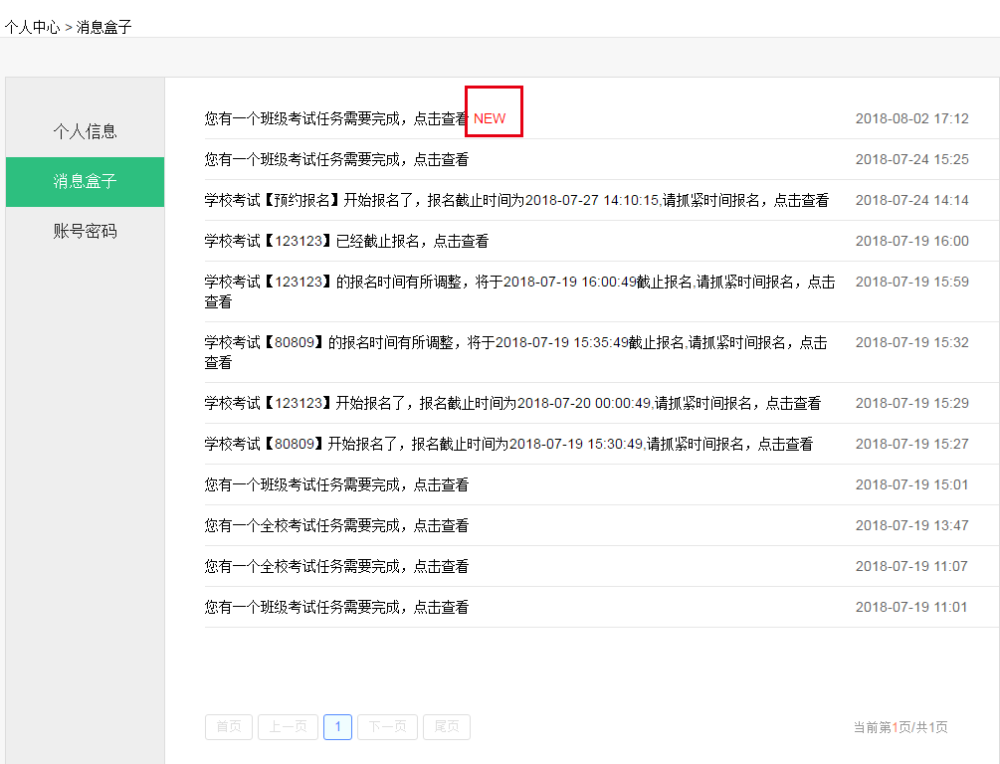 个人中心 > 消息盒子
个人信息
消息盒子
账号密码
您有一个班级考试任务需要完成，点击查看 NEW 2018-08-02 17:12
您有一个班级考试任务需要完成，点击查看 2018-07-24 15:25
学校考试【预约报名】开始报名了，报名截止时间为2018-07-27 14:10:15,请抓紧时间报名，点击查看 2018-07-24 14:14
学校考试【123123】已经截止报名，点击查看 2018-07-19 16:00
学校考试【123123】的报名时间有所调整，将于2018-07-19 16:00:49截止报名,请抓紧时间报名，点击 2018-07-19 15:59
查看
学校考试【80809】的报名时间有所调整，将于2018-07-19 15:35:49截止报名,请抓紧时间报名，点击 2018-07-19 15:32
查看
学校考试【123123】开始报名了，报名截止时间为2018-07-20 00:00:49,请抓紧时间报名，点击查看 2018-07-19 15:29
学校考试【80809】开始报名了，报名截止时间为2018-07-19 15:30:49,请抓紧时间报名，点击查看 2018-07-19 15:27
您有一个班级考试任务需要完成，点击查看 2018-07-19 15:01
您有一个全校考试任务需要完成，点击查看 2018-07-19 13:47
您有一个全校考试任务需要完成，点击查看 2018-07-19 11:07
您有一个班级考试任务需要完成，点击查看 2018-07-19 11:01
首页 上一页 1 下一页 尾页 当前第1页/共1页